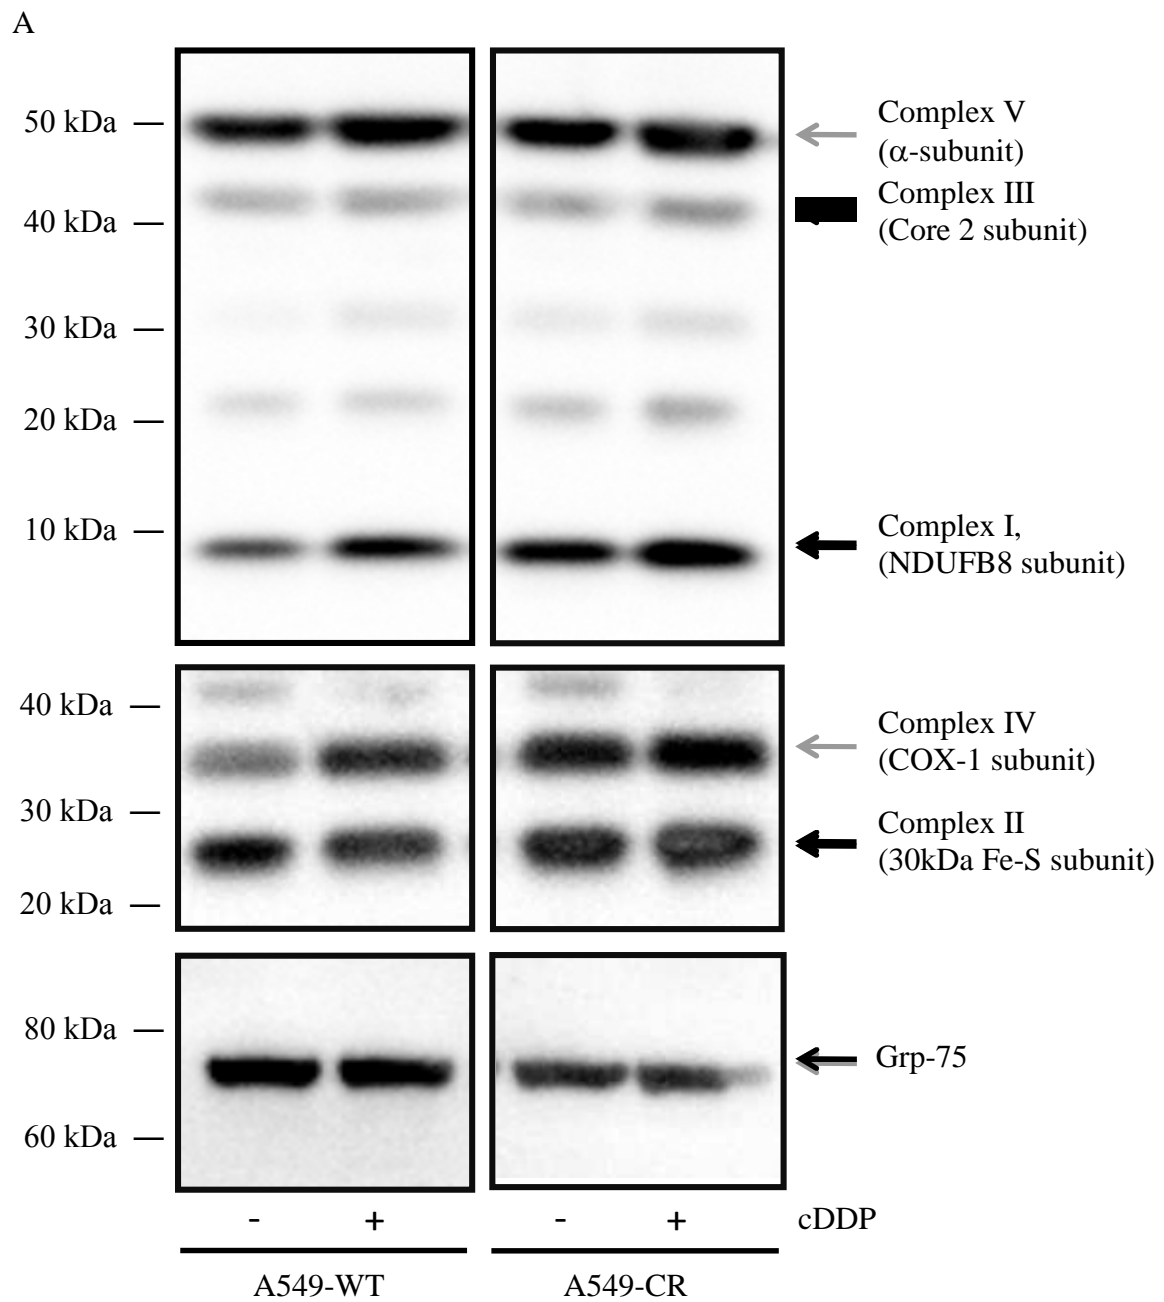 A
50 kDa
Complex V
(α-subunit)
Complex III
40 kDa
(Core 2 subunit)
30 kDa
20 kDa
10 kDa
Complex I,
(NDUFB8 subunit)
40 kDa
Complex IV
(COX-1 subunit)
30 kDa
Complex II
(30kDa Fe-S subunit)
20 kDa
80 kDa
Grp-75
60 kDa
- + - + cDDP
A549-WT A549-CR